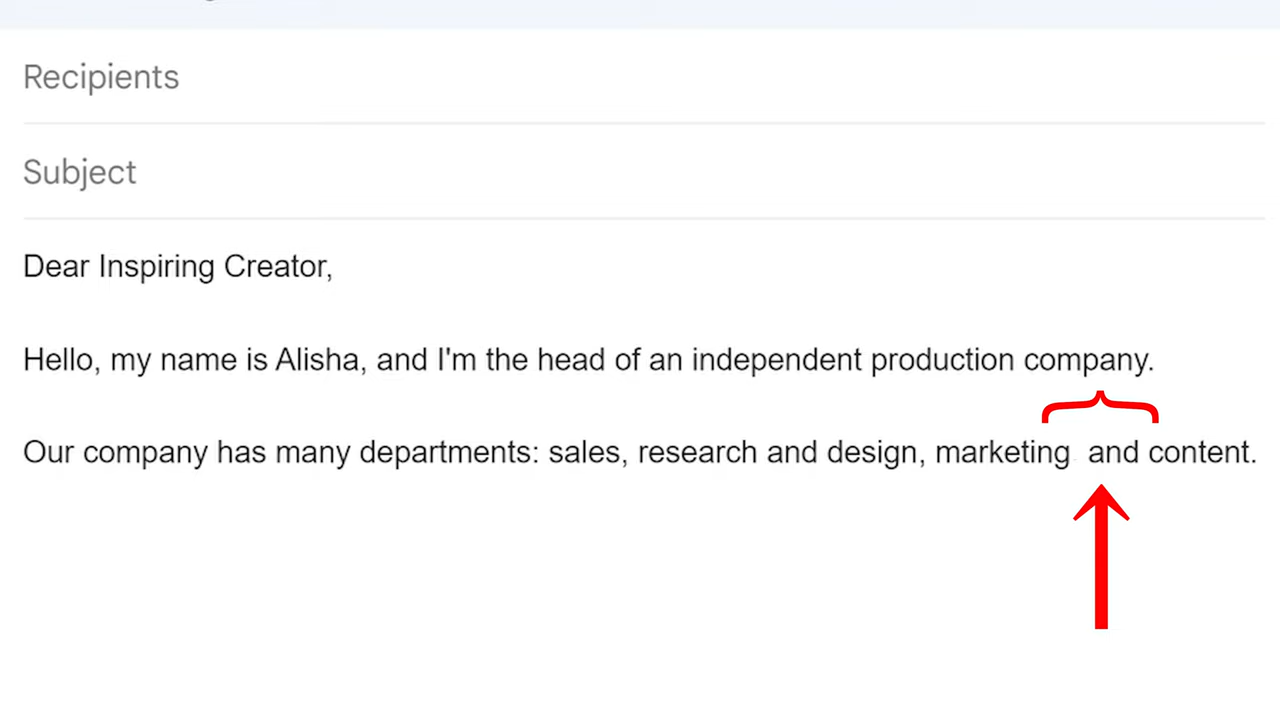 Recipients
Subject
Dear Inspiring Creator,
Hello, my name is Alisha, and I'm the head of an independent production company.
Our company has many departments: sales, research and design, marketing  and content.